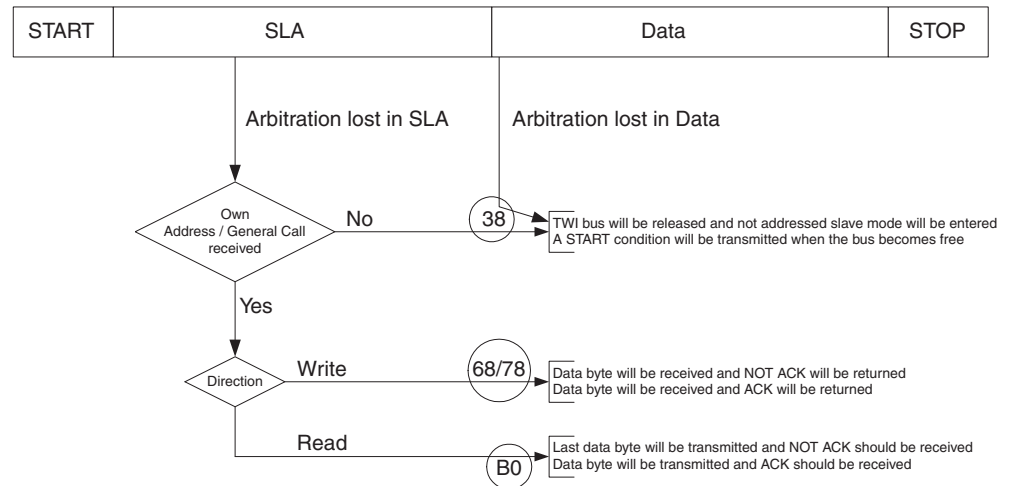 START SLA Data STOP
Arbitration lost in SLA Arbitration lost in Data
Own
Address / General Call
received
No 38
TWI bus will be released and not addressed slave mode will be entered
A START condition will be transmitted when the bus becomes free
Yes
Direction
Write 68/78
Data byte will be received and NOT ACK will be returned
Data byte will be received and ACK will be returned
Read B0
Last data byte will be transmitted and NOT ACK should be received
Data byte will be transmitted and ACK should be received